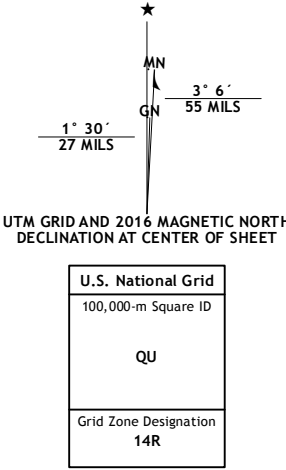 ★
MN
3° 6´
55 MILS
GN
1° 30´
27 MILS
UTM GRID AND 2016 MAGNETIC NORTH
DECLINATION AT CENTER OF SHEET
U.S. National Grid
100,000-m Square ID
QU
Grid Zone Designation
14R